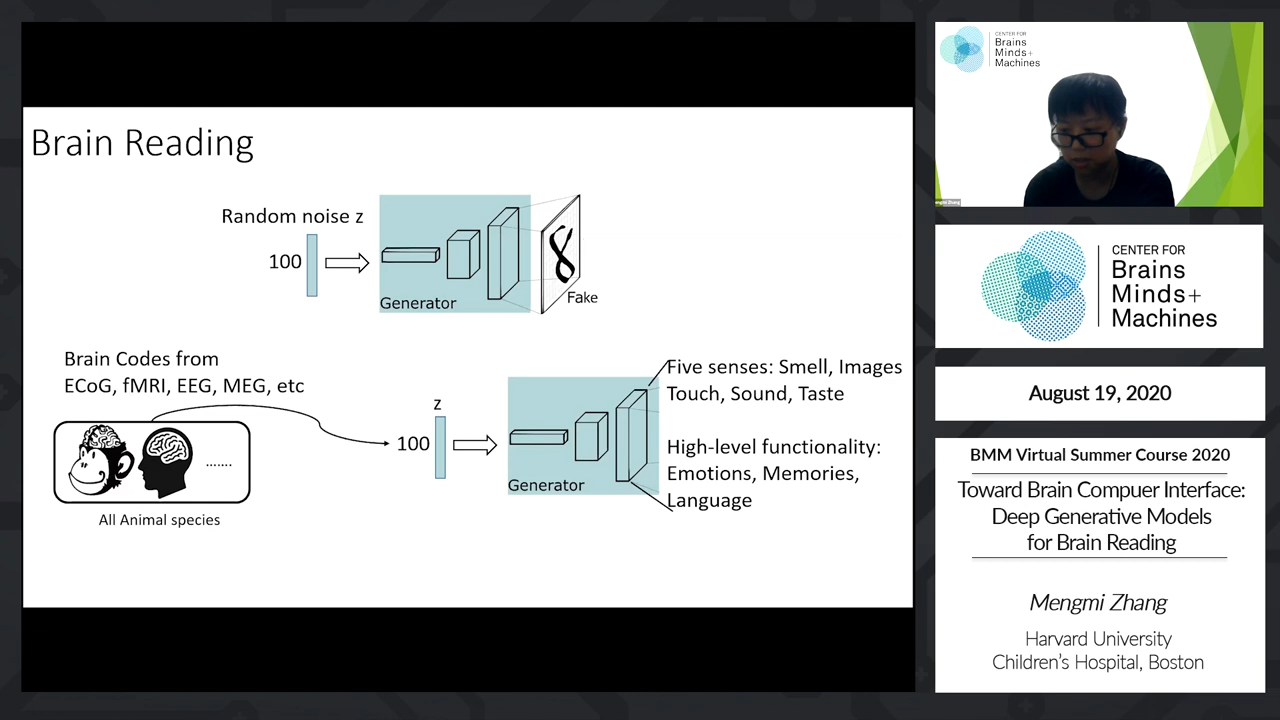 Brain Reading
Random noise z
100
Generator
8
Fake
Brain Codes from
ECoG, fMRI, EEG, MEG, etc
.......
All Animal species
z
100
Generator
Five senses: Smell, Images
Touch, Sound, Taste
High-level functionality:
Emotions, Memories,
Language
CENTER FOR
Brains
Minds+
Machines
CENTER FOR
Brains
Minds+
Machines
August 19, 2020
BMM Virtual Summer Course 2020
Toward Brain Compuer Interface:
Deep Generative Models
for Brain Reading
Mengmi Zhang
Harvard University
Children's Hospital, Boston